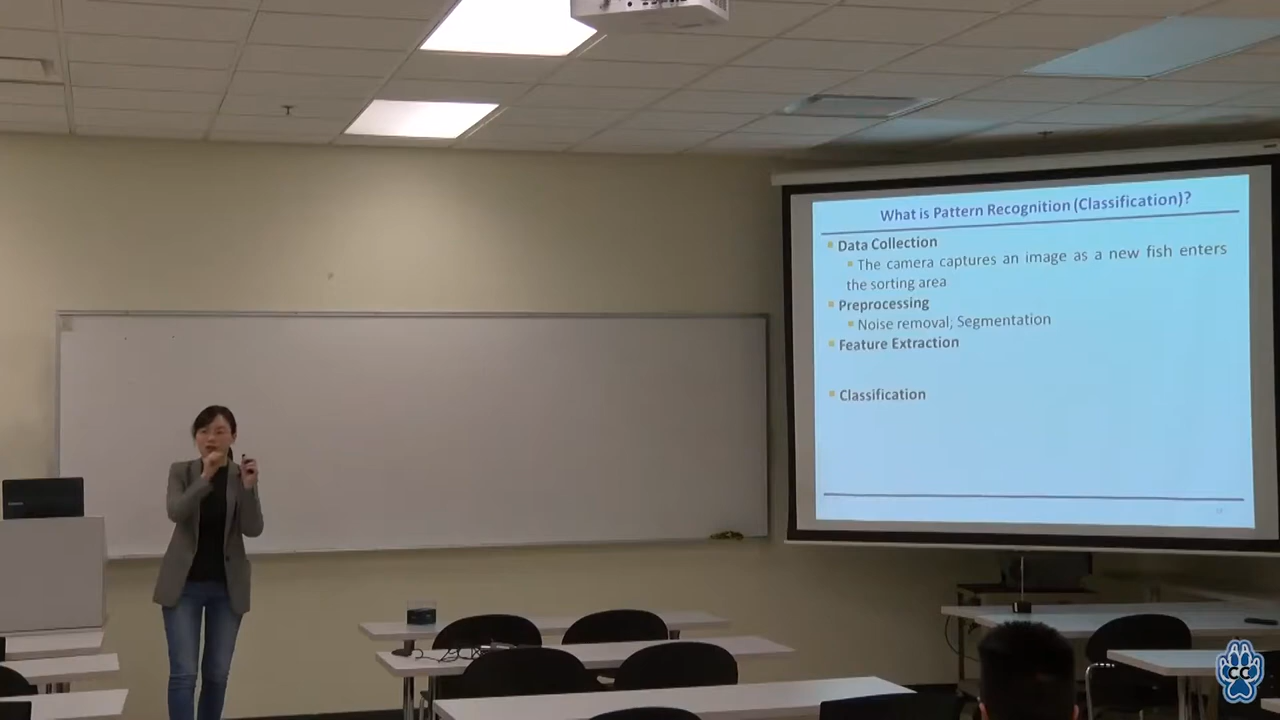 What is Pattern Recognition (Classification)?
Data Collection
The camera captures an image as a new fish enters
the sorting area
Preprocessing
Noise removal; Segmentation
Feature Extraction
Classification
CC